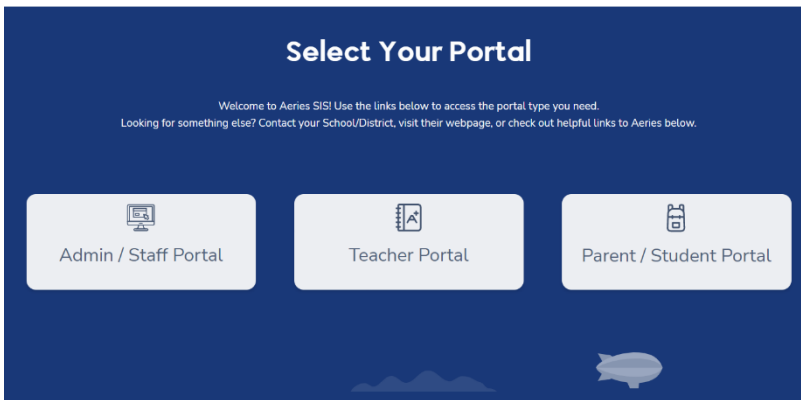 Select Your Portal
Welcome to Aeries SIS! Use the links below to access the portal type you need.
Looking for something else? Contact your School/District, visit their webpage, or check out helpful links to Aeries below.
A+
Admin / Staff Portal
Teacher Portal
Parent / Student Portal